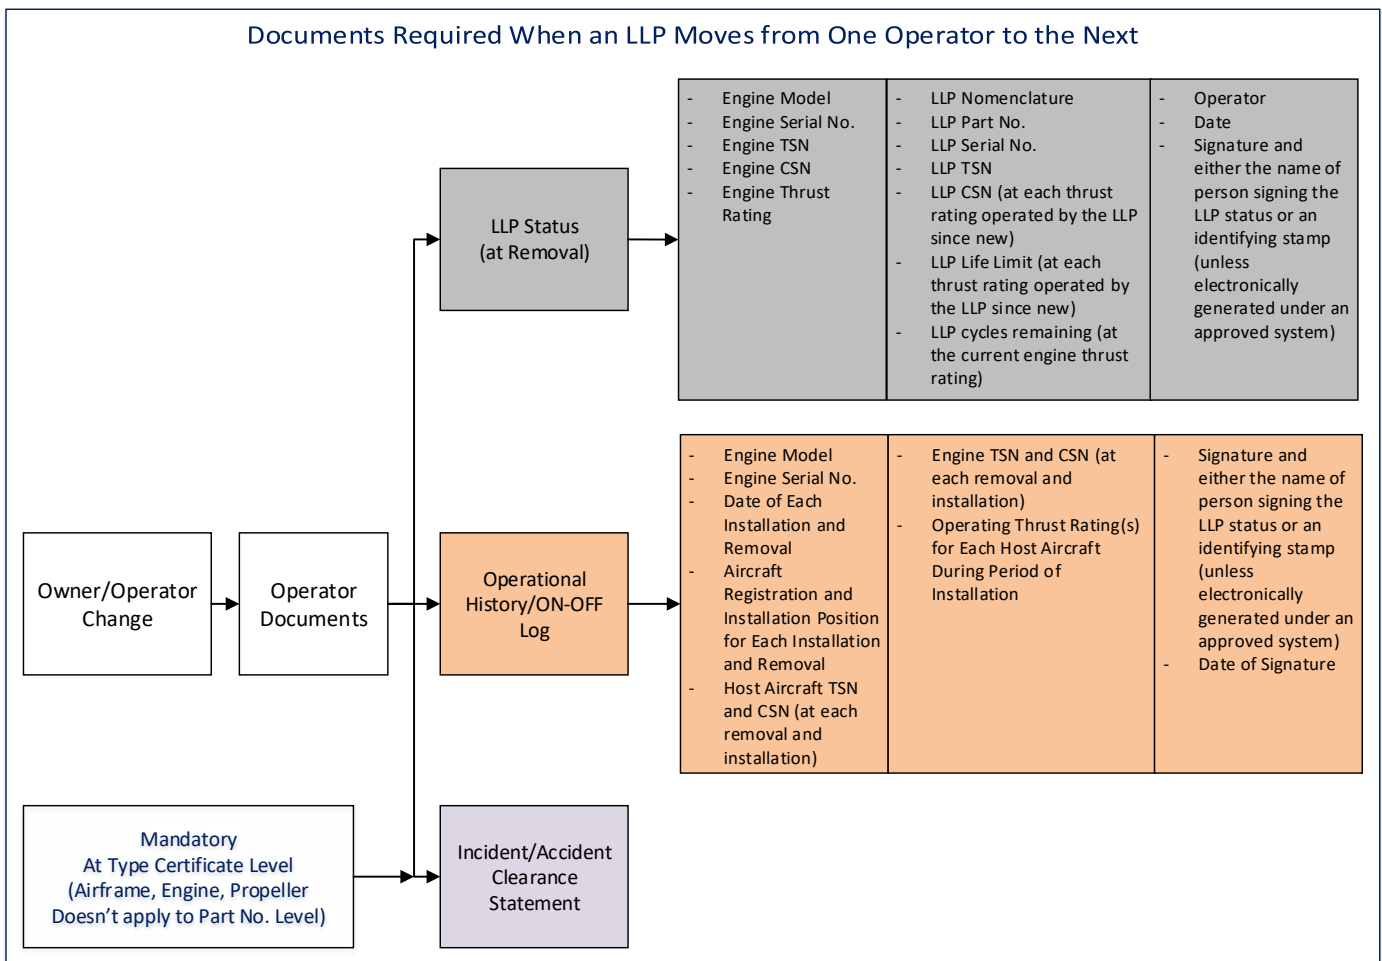 Documents Required When an LLP Moves from One Operator to the Next
LLP Status
(at Removal)
- Engine Model
- Engine Serial No.
- Engine TSN
- Engine CSN
- Engine Thrust
Rating
- LLP Nomenclature
- LLP Part No.
- LLP Serial No.
- LLP TSN
- LLP CSN (at each thrust
rating operated by the LLP
since new)
- LLP Life Limit (at each
thrust rating operated by
the LLP since new)
- LLP cycles remaining (at
the current engine thrust
rating)
- Operator
- Date
- Signature and
either the name of
person signing the
LLP status or an
identifying stamp
(unless
electronically
generated under an
approved system)
Owner/Operator
Change
Operator
Documents
Operational
History/ON-OFF
Log
- Engine Model
- Engine Serial No.
- Date of Each
Installation and
Removal
- Aircraft
Registration and
Installation Position
for Each Installation
and Removal
- Host Aircraft TSN
and CSN (at each
removal and
installation)
- Engine TSN and CSN (at
each removal and
installation)
- Operating Thrust Rating(s)
for Each Host Aircraft
During Period of
Installation
- Signature and
either the name of
person signing the
LLP status or an
identifying stamp
(unless
electronically
generated under an
approved system)
- Date of Signature
Mandatory
At Type Certificate Level
(Airframe, Engine, Propeller
Doesn't apply to Part No. Level)
Incident/Accident
Clearance
Statement